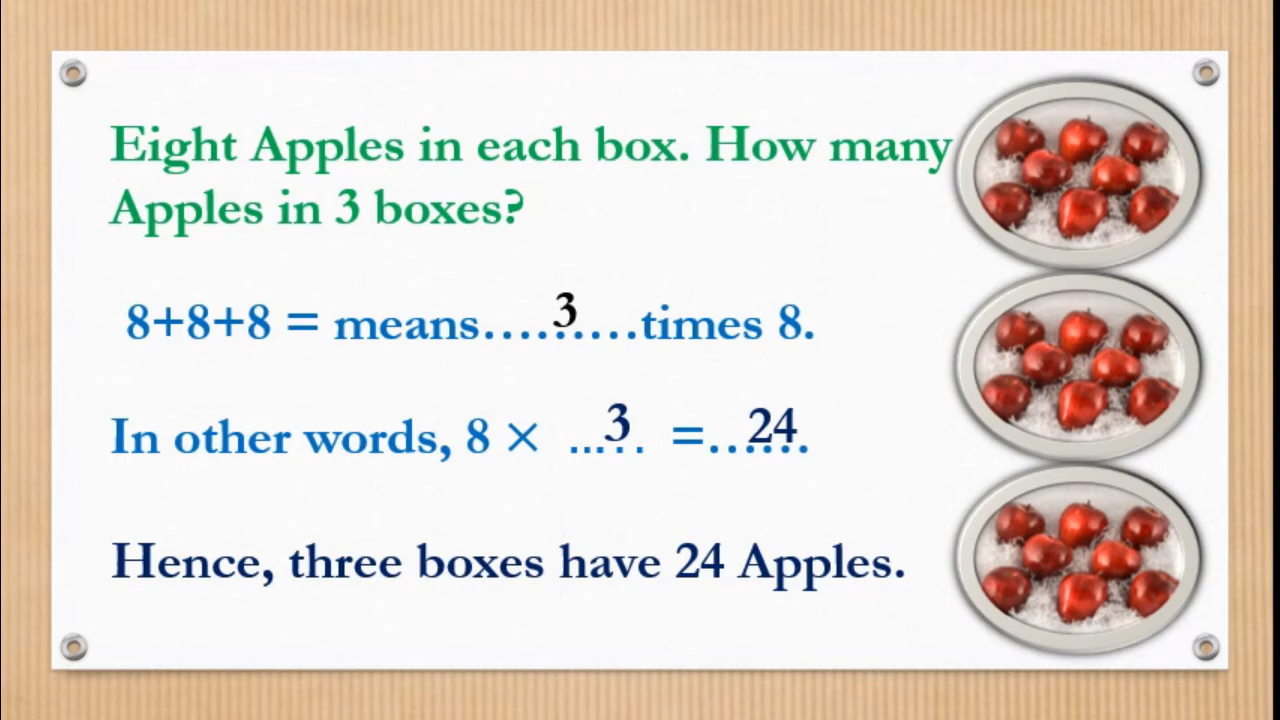 Eight Apples in each box. How many
Apples in 3 boxes?
8+8+8 = means....3....times 8.
In other words, 8 × ...3.. =..24..
Hence, three boxes have 24 Apples.